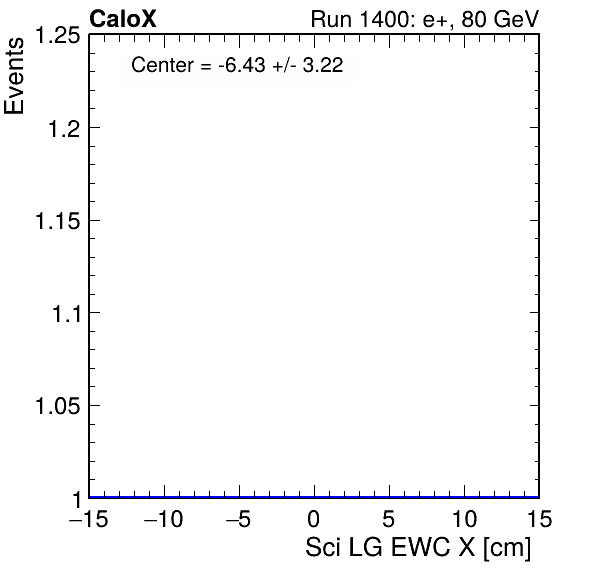 CaloX Run 1400: e+, 80 GeV
Events
Center = -6.43 +/- 3.22
1.25
1.2
1.15
1.1
1.05
1
−15 −10 −5 0 5 10 15
Sci LG EWC X [cm]